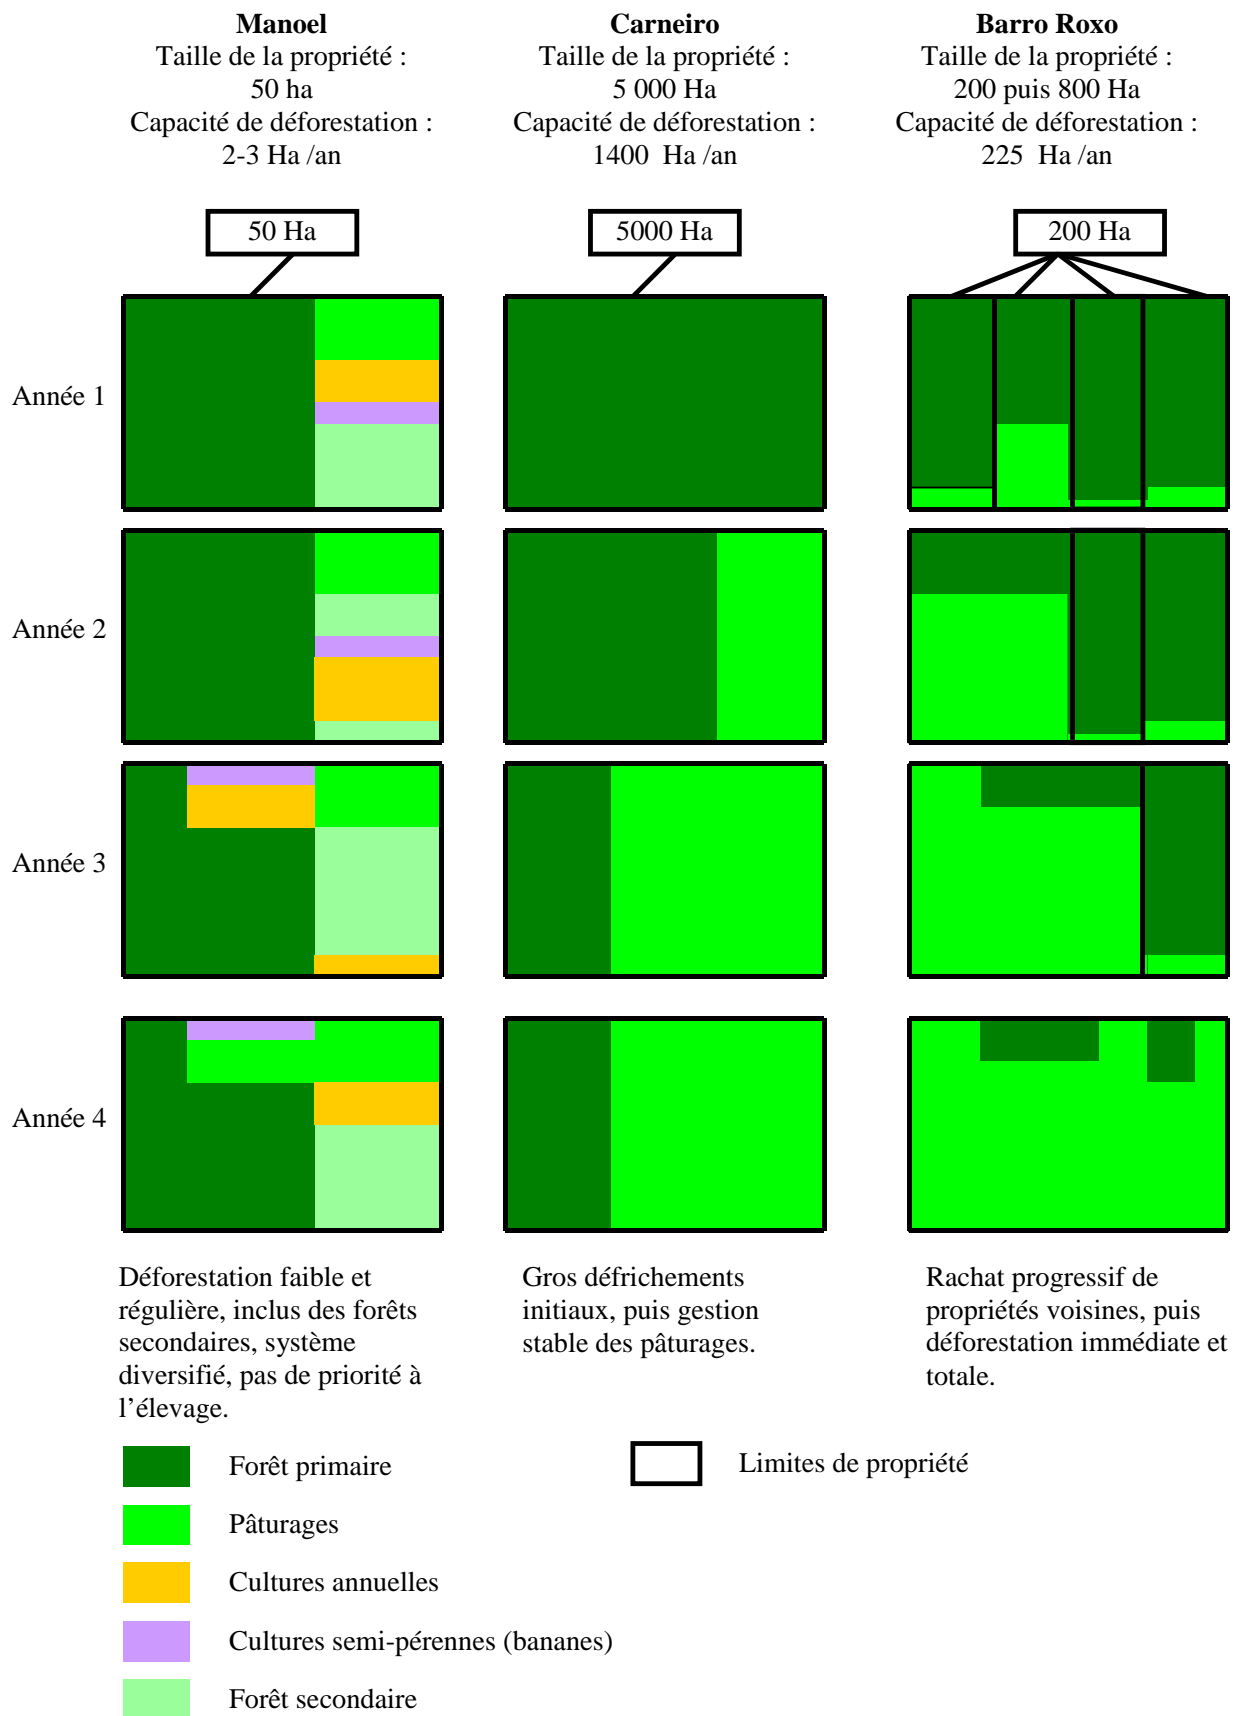 Manoel
Taille de la propriété :
50 ha
Capacité de déforestation :
2-3 Ha /an
Carneiro
Taille de la propriété :
5 000 Ha
Capacité de déforestation :
1400 Ha /an
Barro Roxo
Taille de la propriété :
200 puis 800 Ha
Capacité de déforestation :
225 Ha /an
50 Ha
5000 Ha
200 Ha
Année 1
Année 2
Année 3
Année 4
Déforestation faible et
régulière, inclus des forêts
secondaires, système
diversifié, pas de priorité à
l’élevage.
Gros défrichements
initiaux, puis gestion
stable des pâturages.
Rachat progressif de
propriétés voisines, puis
déforestation immédiate et
totale.
Forêt primaire
Pâturages
Cultures annuelles
Cultures semi-pérennes (bananes)
Forêt secondaire
Limites de propriété